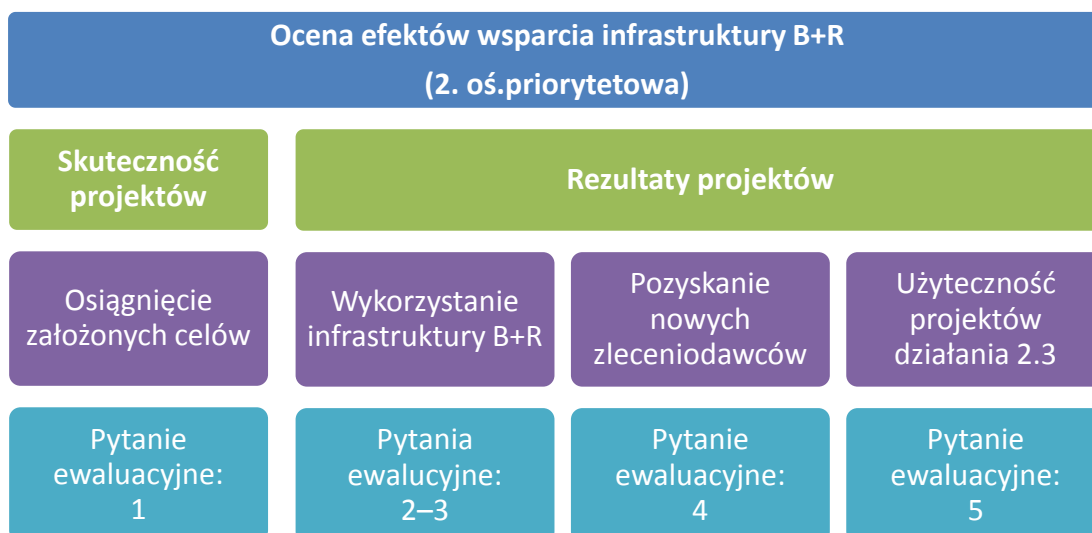 Ocena efektów wsparcia infrastruktury B+R
(2. oś.priorytetowa)
Skuteczność
projektów
Rezultaty projektów
Osiągnięcie
założonych celów
Wykorzystanie
infrastruktury B+R
Pozyskanie
nowych
zleceniodawców
Użyteczność
projektów
działania 2.3
Pytanie
ewaluacyjne:
1
Pytania
ewalucyjne:
2–3
Pytanie
ewaluacyjne:
4
Pytanie
ewaluacyjne:
5